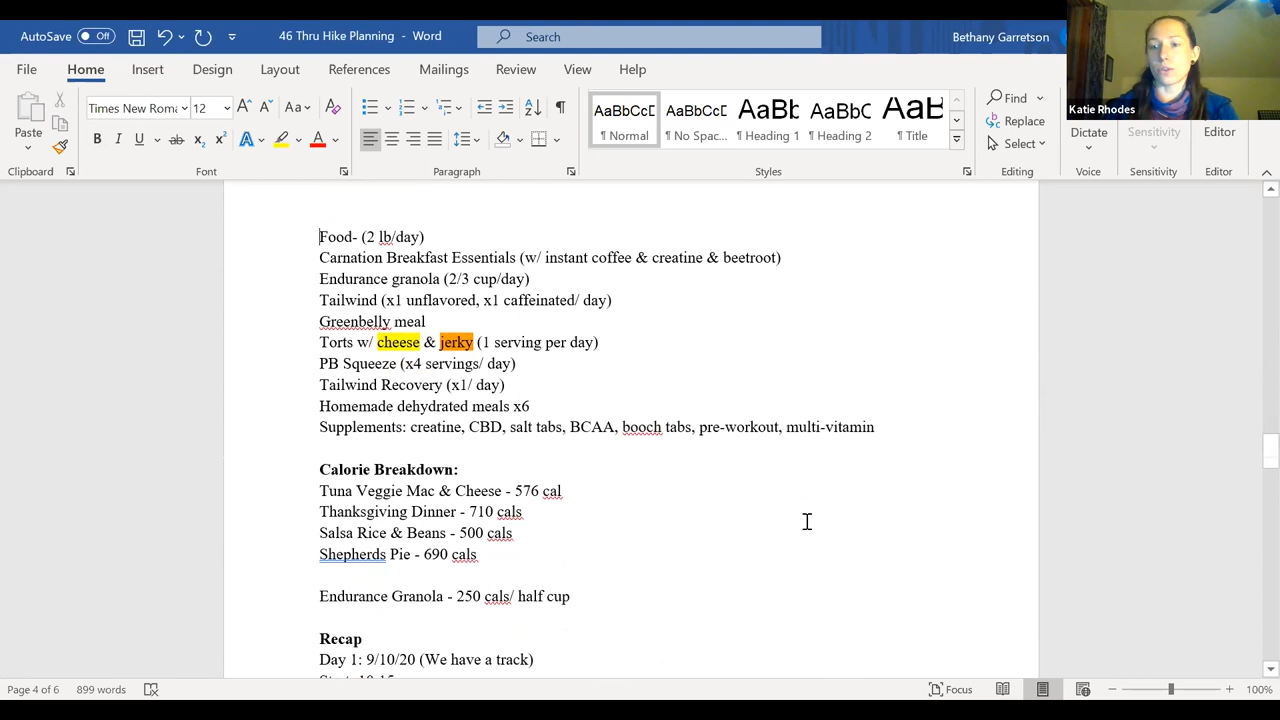 AutoSave Off
46 Thru Hike Planning - Word
Search
Bethany Garretson
Katie Rhodes
File Home Insert Design Layout References Mailings Review View Help
Times New Roma 12
Aa
Paste
Clipboard
Font
Paragraph
AaBbCcD AaBbCcD AaBb( AaBbC AaB
¶ Normal ¶ No Spac... ¶ Heading 1 ¶ Heading 2 ¶ Title
Styles
Find
Replace
Select
Editing
Dictate
Voice
Sensitivity
Sensitivity
Editor
Editor
Food- (2 lb/day)
Carnation Breakfast Essentials (w/ instant coffee & creatine & beetroot)
Endurance granola (2/3 cup/day)
Tailwind (x1 unflavored, x1 caffeinated/ day)
Greenbelly meal
Torts w/ cheese & jerky (1 serving per day)
PB Squeeze (x4 servings/ day)
Tailwind Recovery (x1/ day)
Homemade dehydrated meals x6
Supplements: creatine, CBD, salt tabs, BCAA, booch tabs, pre-workout, multi-vitamin
Calorie Breakdown:
Tuna Veggie Mac & Cheese - 576 cal
Thanksgiving Dinner - 710 cals
Salsa Rice & Beans - 500 cals
Shepherds Pie - 690 cals
Endurance Granola - 250 cals/ half cup
Recap
Day 1: 9/10/20 (We have a track)
Page 4 of 6 899 words
Focus
100%